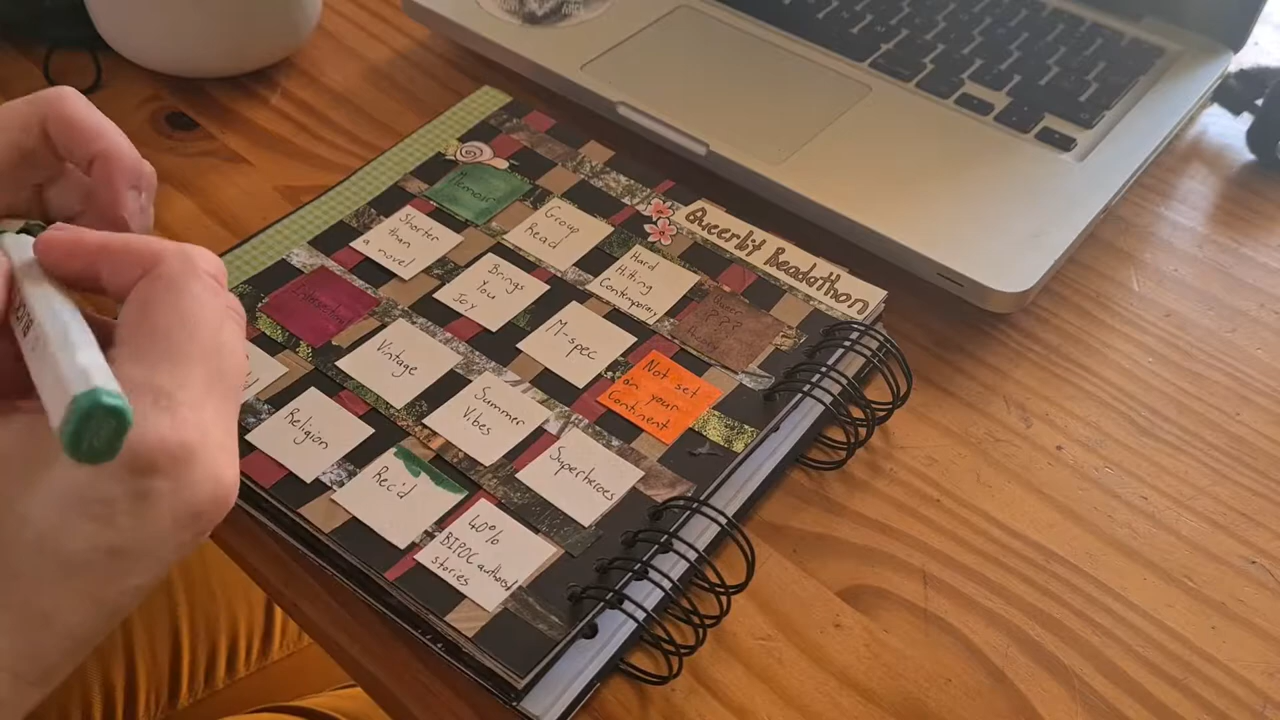 Queerlit Readathon
Memoir
Group
Read
Hard
Hitting
Contemporary
???
Shorter
than
a novel
Brings
You
Joy
M-spec
Not set
on your
Continent
Vintage
Summer
Vibes
Superheroes
Religion
Rec'd
40%
BIPOC authored
stories